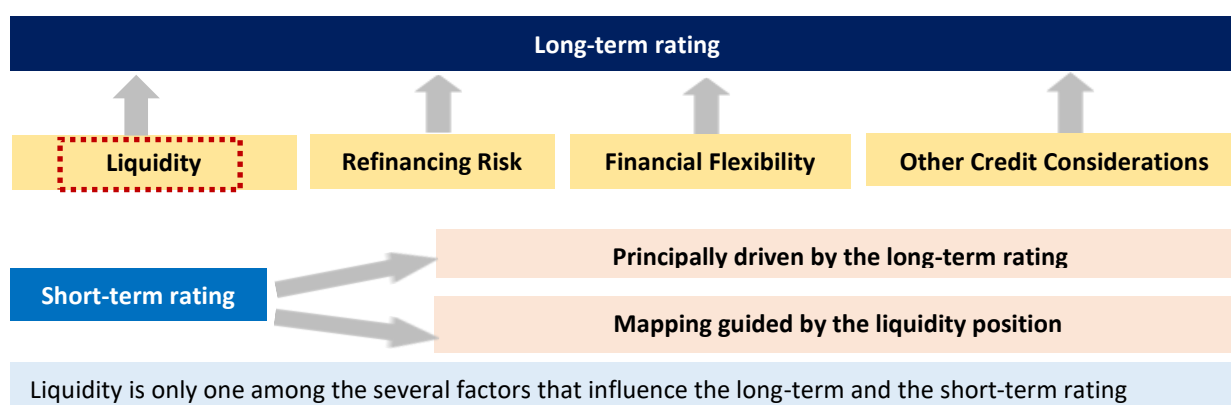 Long-term rating
Liquidity
Refinancing Risk
Financial Flexibility
Other Credit Considerations
Principally driven by the long-term rating
Short-term rating
Mapping guided by the liquidity position
Liquidity is only one among the several factors that influence the long-term and the short-term rating